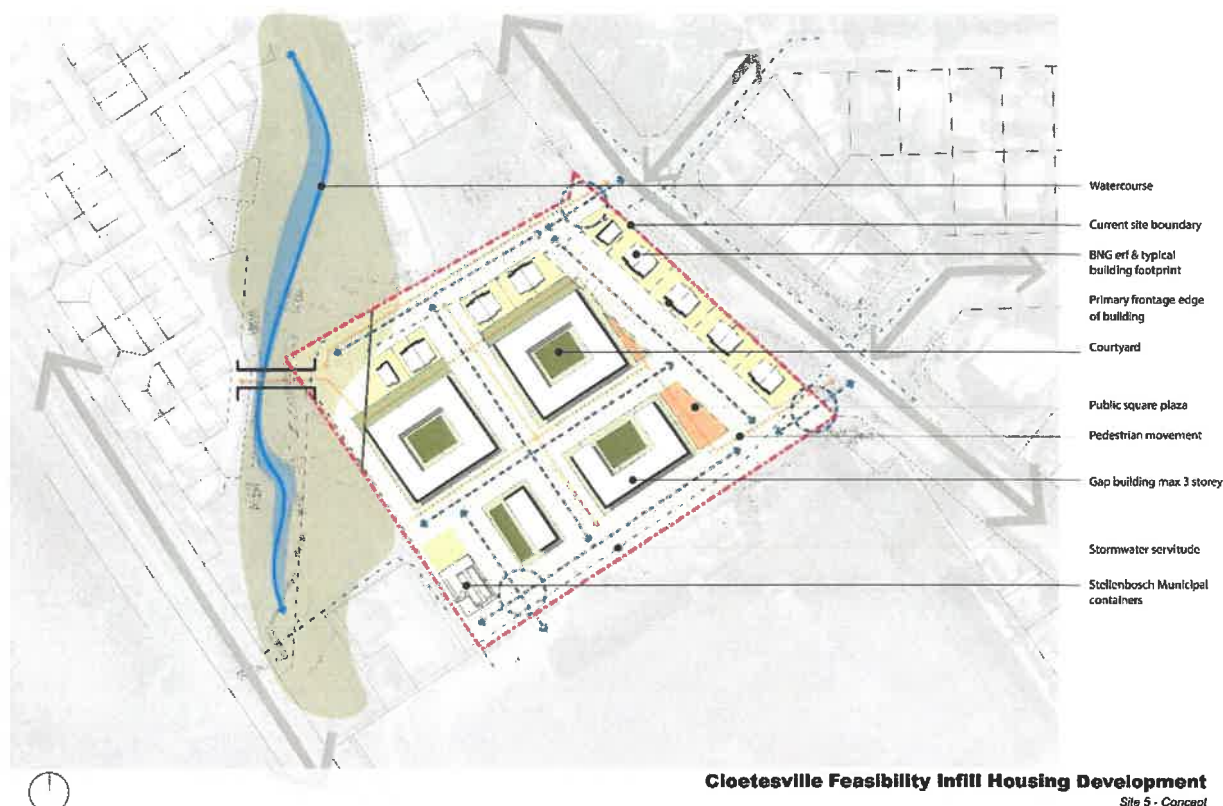 Watercourse
Current site boundary
BNG erf & typical
building footprint
Primary frontage edge
of building
Courtyard
Public square plaza
Pedestrian movement
Gap building max 3 storey
Stormwater servitude
Stellenbosch Municipal
containers
Cloetesville Feasibility Infill Housing Development
Site 5 - Concept